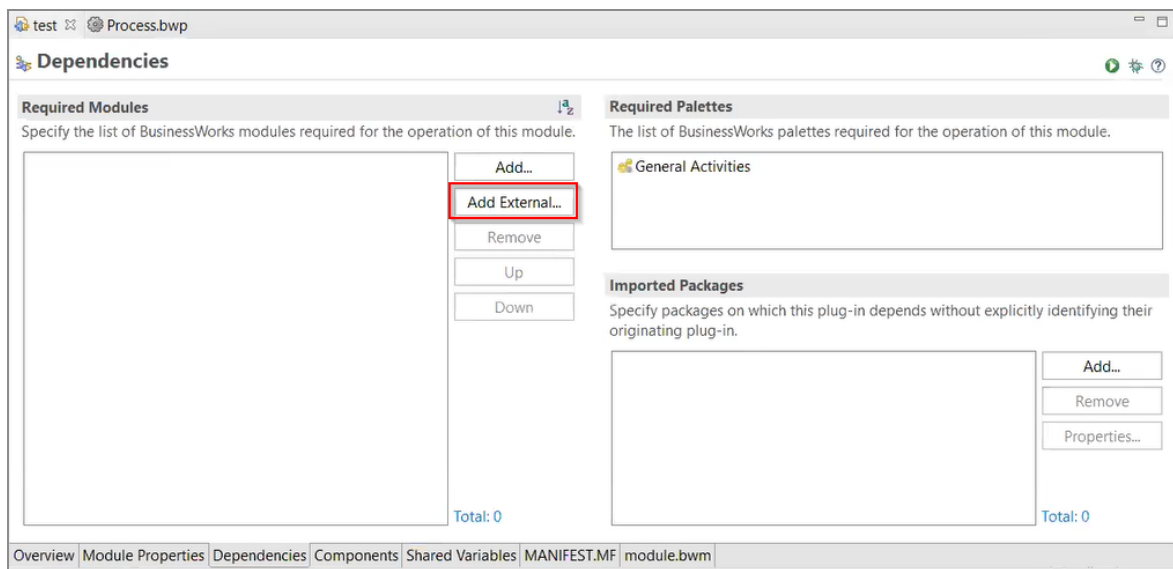 test Process.bwp
Dependencies
Required Modules
Specify the list of BusinessWorks modules required for the operation of this module.
Add...
Add External...
Remove
Up
Down
Total: 0
Required Palettes
The list of BusinessWorks palettes required for the operation of this module.
General Activities
Imported Packages
Specify packages on which this plug-in depends without explicitly identifying their
originating plug-in.
Add...
Remove
Properties...
Total: 0
Overview Module Properties Dependencies Components Shared Variables MANIFEST.MF module.bwm